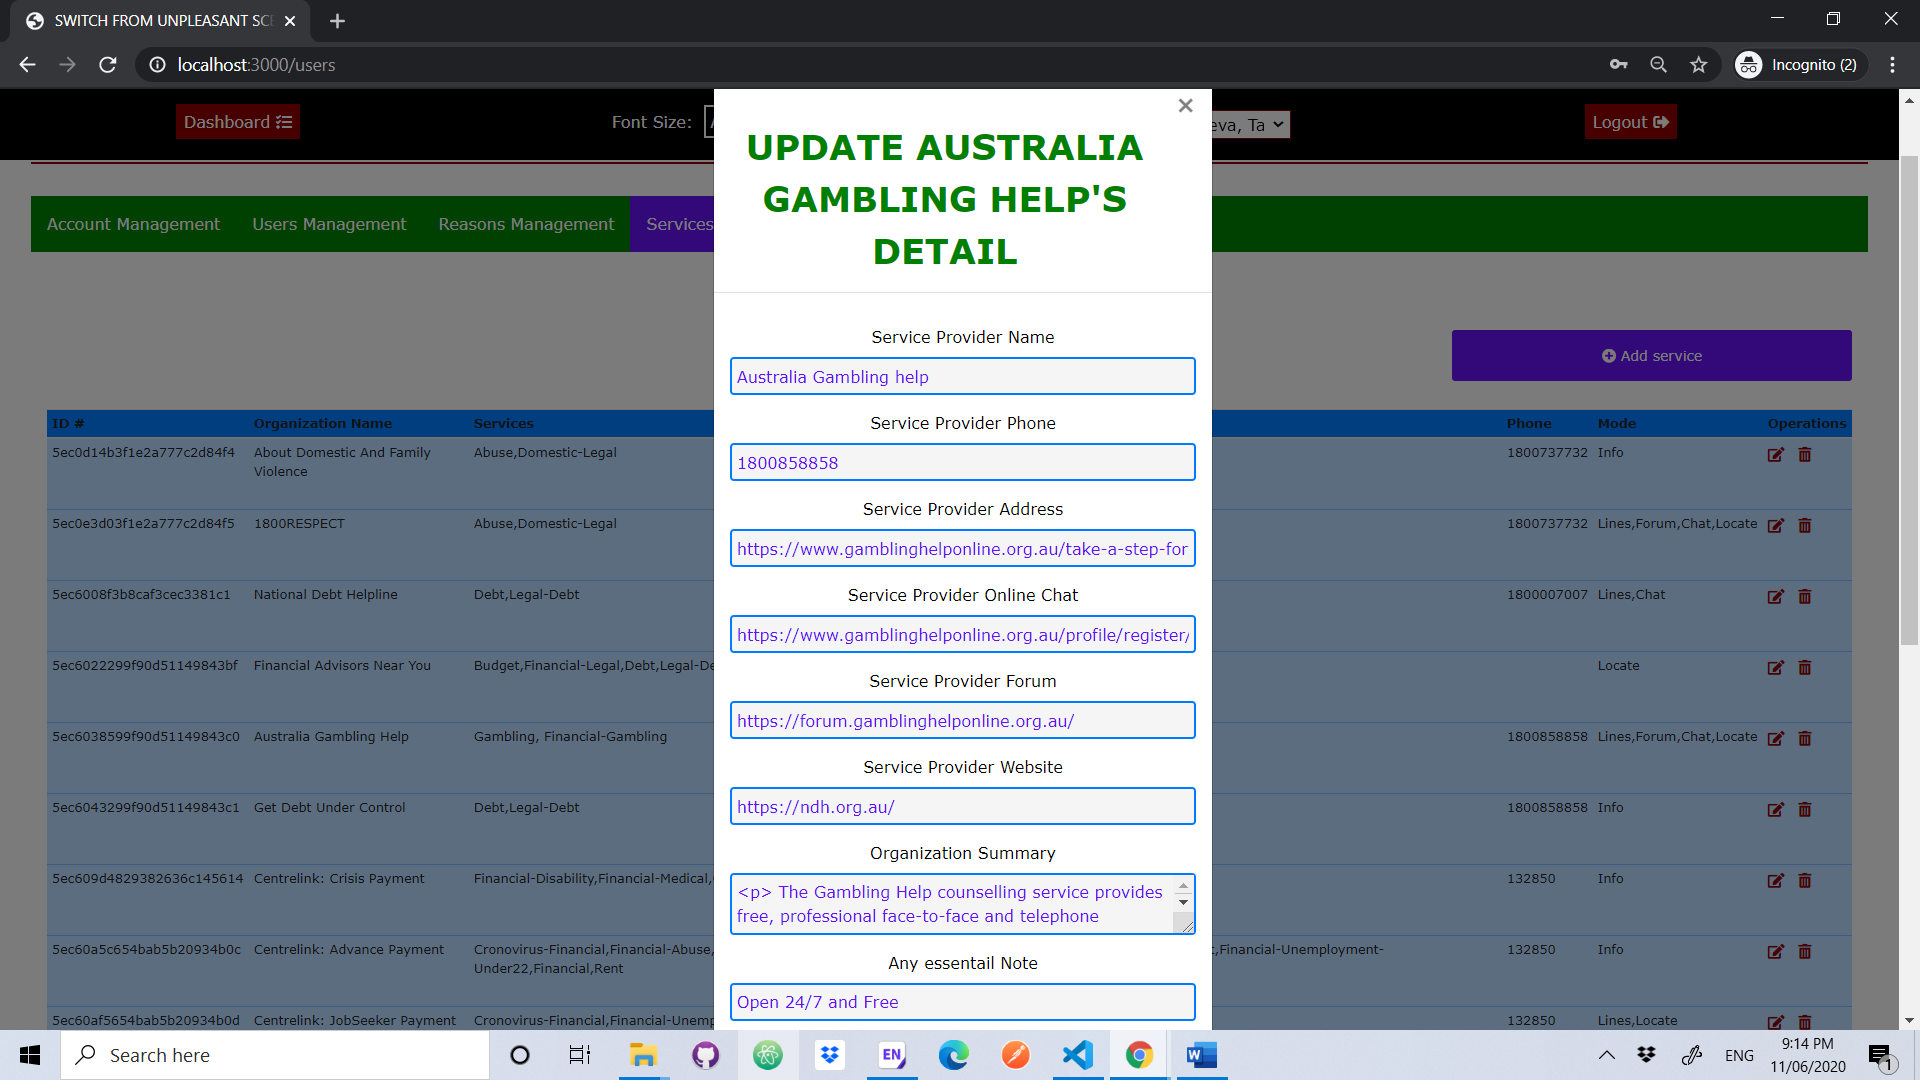 SWITCH FROM UNPLEASANT SCE
localhost:3000/users
Incognito (2)
Dashboard
Font Size:
eva, Ta
Logout
Account Management
Users Management
Reasons Management
Services
UPDATE AUSTRALIA
GAMBLING HELP'S
DETAIL
Add service
Service Provider Name
Australia Gambling help
Service Provider Phone
1800858858
Service Provider Address
https://www.gamblinghelponline.org.au/take-a-step-for
Service Provider Online Chat
https://www.gamblinghelponline.org.au/profile/register/
Service Provider Forum
https://forum.gamblinghelponline.org.au/
Service Provider Website
https://ndh.org.au/
Organization Summary
<p> The Gambling Help counselling service provides
free, professional face-to-face and telephone
Any essentail Note
Open 24/7 and Free
ID # Organization Name Services Phone Mode Operations
5ec0d14b3f1e2a777c2d84f4 About Domestic And Family Abuse,Domestic-Legal 1800737732 Info
Violence
5ec0e3d03f1e2a777c2d84f5 1800RESPECT Abuse,Domestic-Legal 1800737732 Lines,Forum,Chat,Locate
5ec6008f3b8caf3cec3381c1 National Debt Helpline Debt,Legal-Debt 1800007007 Lines,Chat
5ec6022299f90d51149843bf Financial Advisors Near You Budget,Financial-Legal,Debt,Legal-De Locate
5ec6038599f90d51149843c0 Australia Gambling Help Gambling, Financial-Gambling 1800858858 Lines,Forum,Chat,Locate
5ec6043299f90d51149843c1 Get Debt Under Control Debt,Legal-Debt 1800858858 Info
5ec609d4829382636c145614 Centrelink: Crisis Payment Financial-Disability,Financial-Medical, 132850 Info
5ec60a5c654bab5b20934b0c Centrelink: Advance Payment Cronovirus-Financial,Financial-Abuse, t,Financial-Unemployment- 132850 Info
Under22,Financial,Rent
5ec60af5654bab5b20934b0d Centrelink: JobSeeker Payment Cronovirus-Financial,Financial-Unemp 132850 Lines,Locate
Search here
EN
ENG
9:14 PM
11/06/2020
1